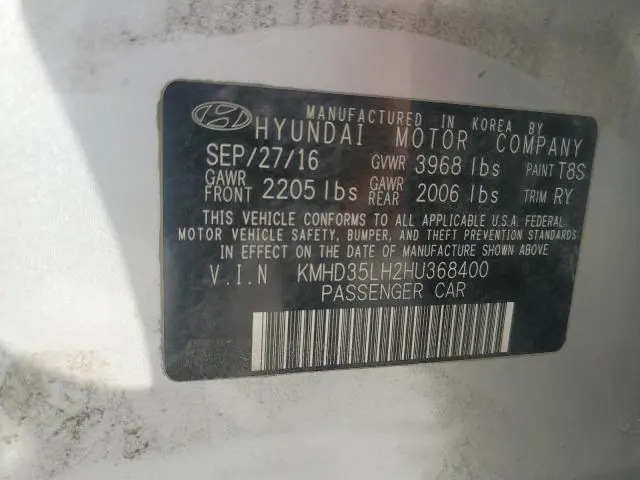 MANUFACTURED IN KOREA BY
HYUNDAI MOTOR COMPANY
SEP/27/16 GVWR 3968 lbs PAINT T8S
GAWR FRONT 2205 lbs GAWR REAR 2006 lbs TRIM RY
THIS VEHICLE CONFORMS TO ALL APPLICABLE U.S.A. FEDERAL
MOTOR VEHICLE SAFETY, BUMPER, AND THEFT PREVENTION STANDARDS
IN EFFECT ON THE DATE OF MANUFACTURE SHOWN ABOVE.
V.I.N KMHD35LH2HU368400
PASSENGER CAR